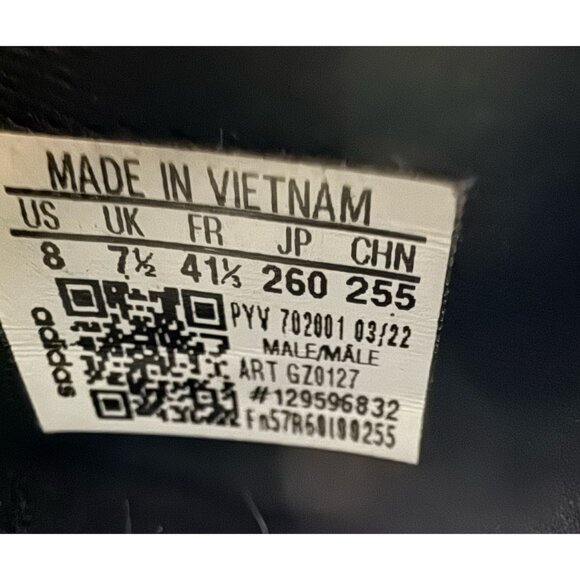 MADE IN VIETNAM
US UK FR JP CHN
8 7½ 41⅓ 260 255
adidas
PYV 702001 03/22
MALE/MÂLE
ART GZ0127
#129596832